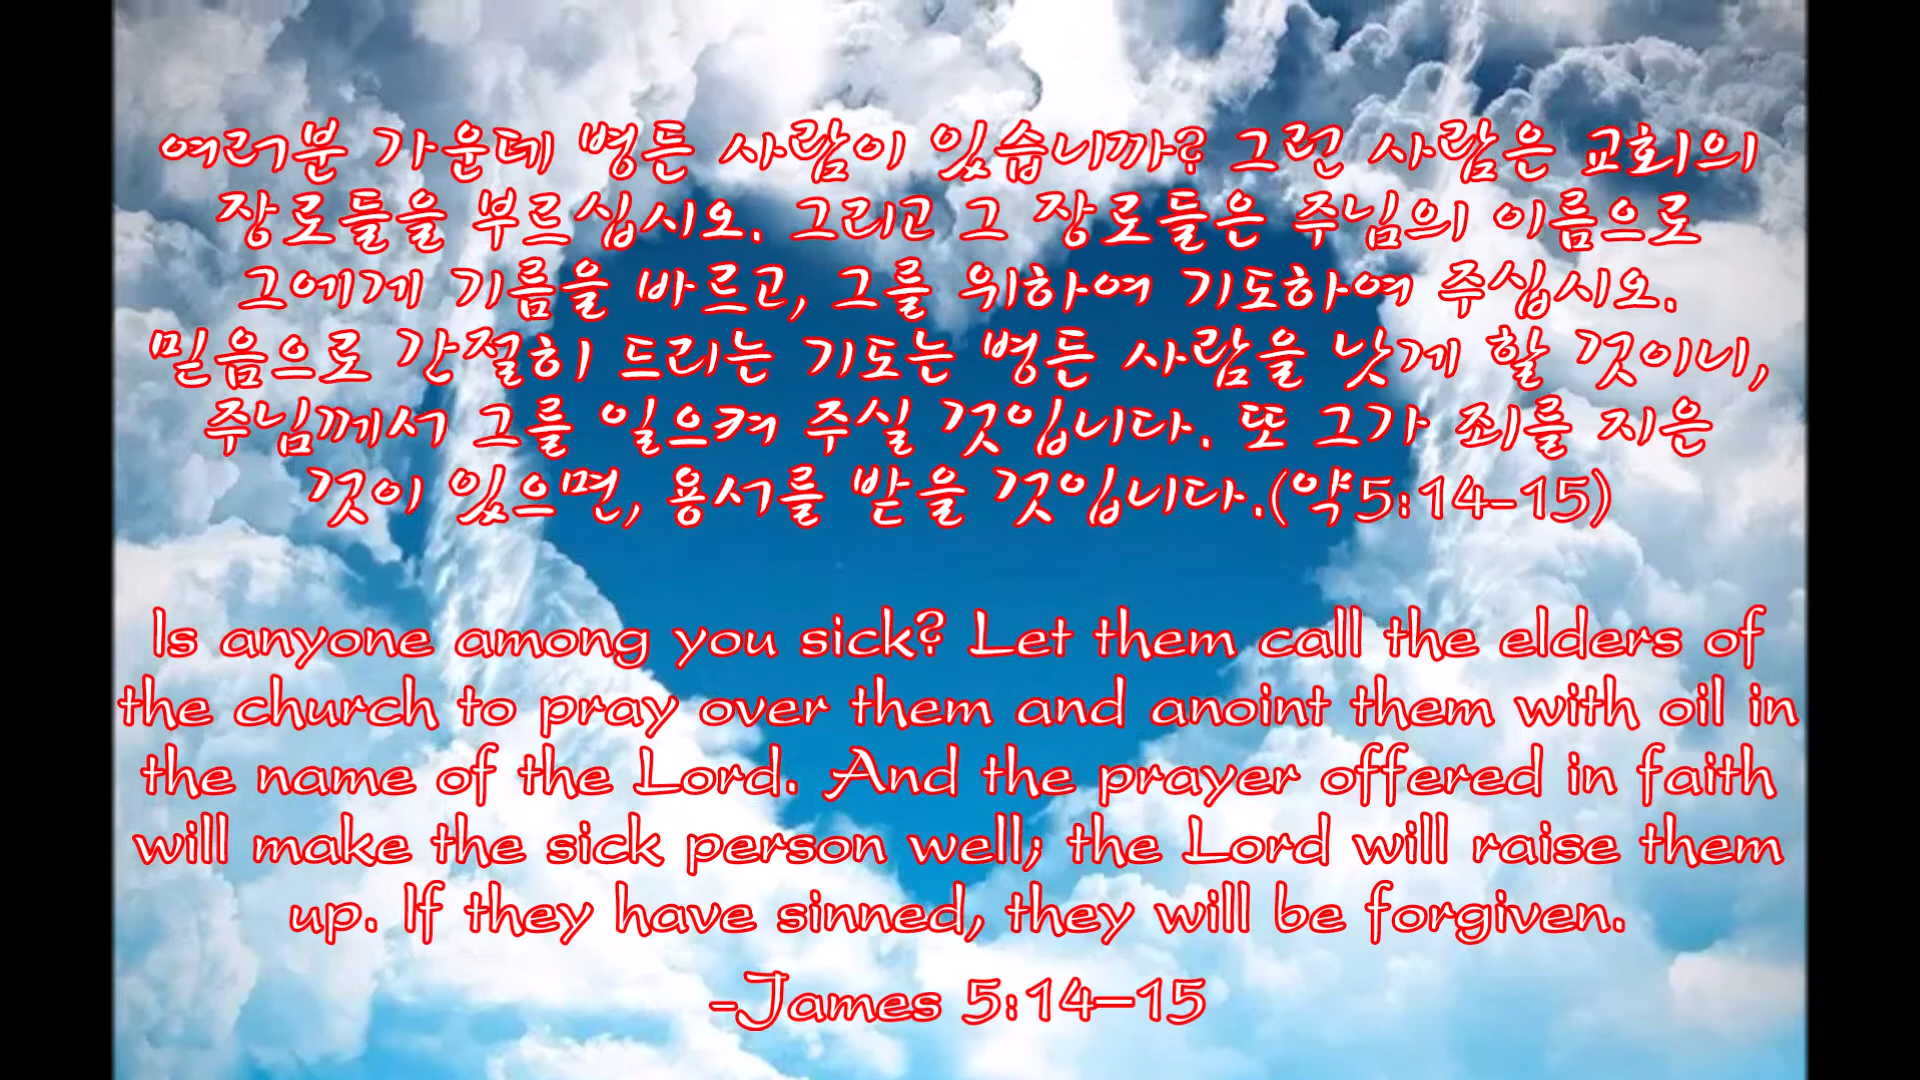 여러분 가운데 병든 사람이 있습니까? 그런 사람은 교회의
장로들을 부르십시오. 그리고 그 장로들은 주님의 이름으로
그에게 기름을 바르고, 그를 위하여 기도하여 주십시오.
믿음으로 간절히 드리는 기도는 병든 사람을 낫게 할 것이니,
주님께서 그를 일으켜 주실 것입니다. 또 그가 죄를 지은
것이 있으면, 용서를 받을 것입니다.(약5:14-15)
Is anyone among you sick? Let them call the elders of
the church to pray over them and anoint them with oil in
the name of the Lord. And the prayer offered in faith
will make the sick person well; the Lord will raise them
up. If they have sinned, they will be forgiven.
-James 5:14–15